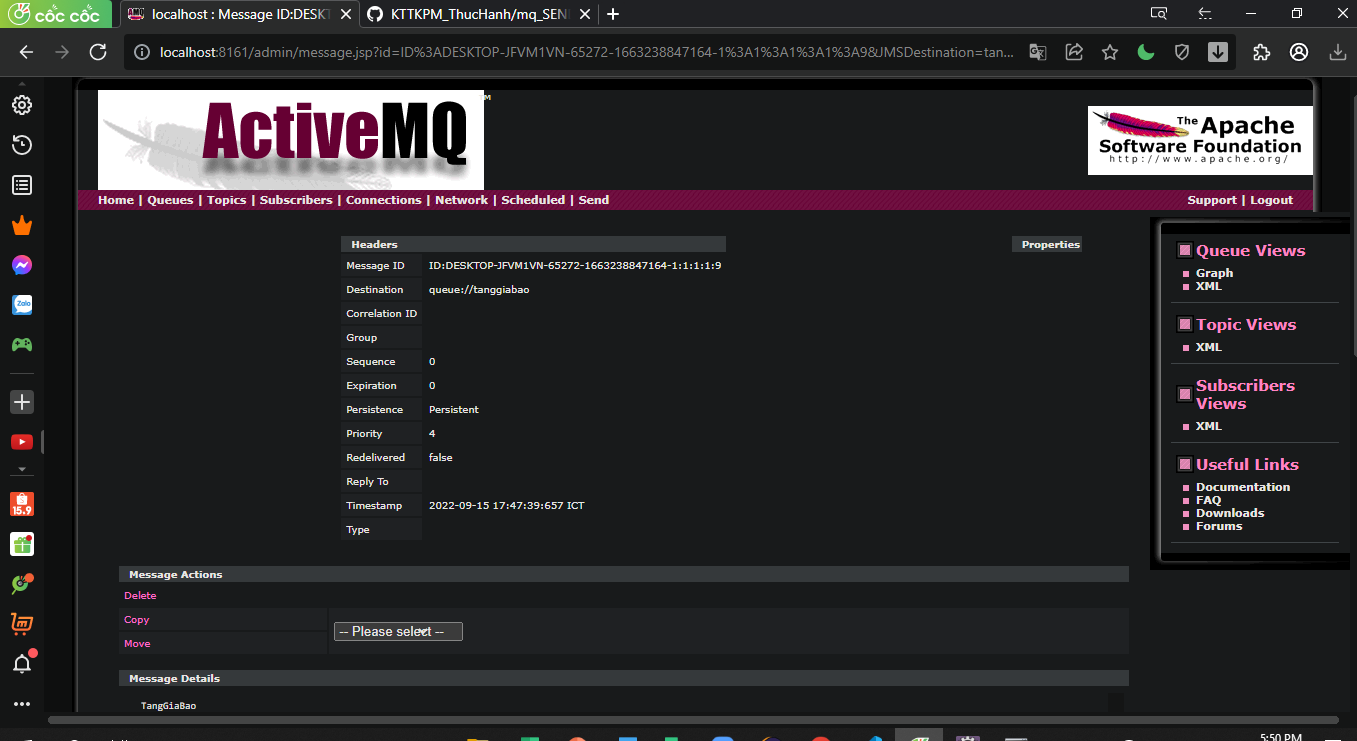 cốc cốc
localhost : Message ID:DESKT
KTTKPM_ThucHanh/mq_SEN
localhost:8161/admin/message.jsp?id=ID%3ADESKTOP-JFVM1VN-65272-1663238847164-1%3A1%3A1%3A1%3A9&JMSDestination=tan...
ActiveMQ
TM
The Apache
Software Foundation
http://www.apache.org/
Home | Queues | Topics | Subscribers | Connections | Network | Scheduled | Send
Support | Logout
Headers
Message ID ID:DESKTOP-JFVM1VN-65272-1663238847164-1:1:1:1:9
Destination queue://tanggiabao
Correlation ID
Group
Sequence 0
Expiration 0
Persistence Persistent
Priority 4
Redelivered false
Reply To
Timestamp 2022-09-15 17:47:39:657 ICT
Type
Properties
Queue Views
Graph
XML
Topic Views
XML
Subscribers
Views
XML
Useful Links
Documentation
FAQ
Downloads
Forums
Message Actions
Delete
Copy
Move
-- Please select --
Message Details
TangGiaBao
Zalo
15.9
5:50 PM